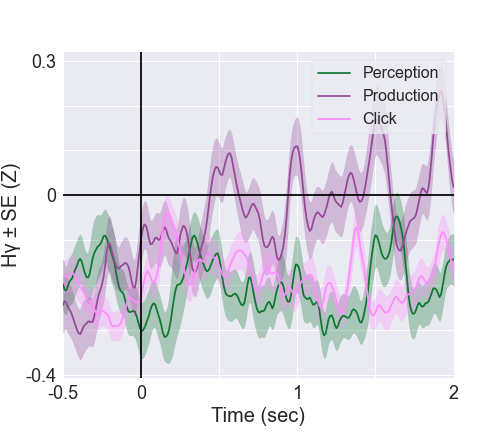 0.3
0
-0.4
Hγ ± SE (Z)
Perception
Production
Click
-0.5
0
1
2
Time (sec)